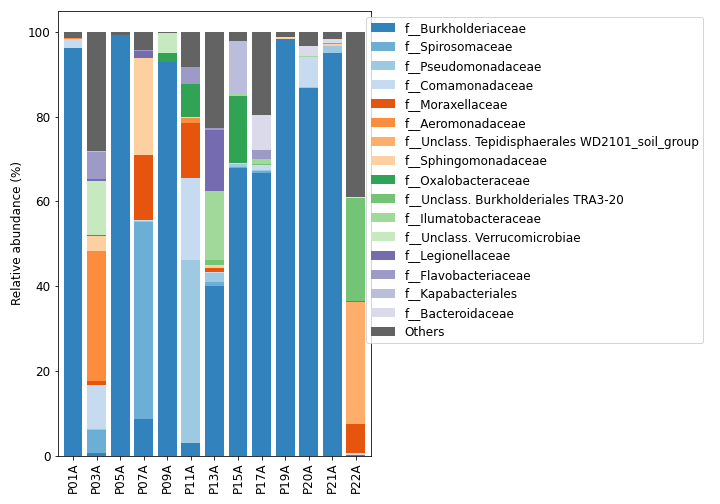 Relative abundance (%)
100
80
60
40
20
0
P01A
P03A
P05A
P07A
P09A
P11A
P13A
P15A
P17A
P19A
P20A
P21A
P22A
f__Burkholderiaceae
f__Spirosomaceae
f__Pseudomonadaceae
f__Comamonadaceae
f__Moraxellaceae
f__Aeromonadaceae
f__Unclass. Tepidisphaerales WD2101_soil_group
f__Sphingomonadaceae
f__Oxalobacteraceae
f__Unclass. Burkholderiales TRA3-20
f__Ilumatobacteraceae
f__Unclass. Verrucomicrobiae
f__Legionellaceae
f__Flavobacteriaceae
f__Kapabacteriales
f__Bacteroidaceae
Others